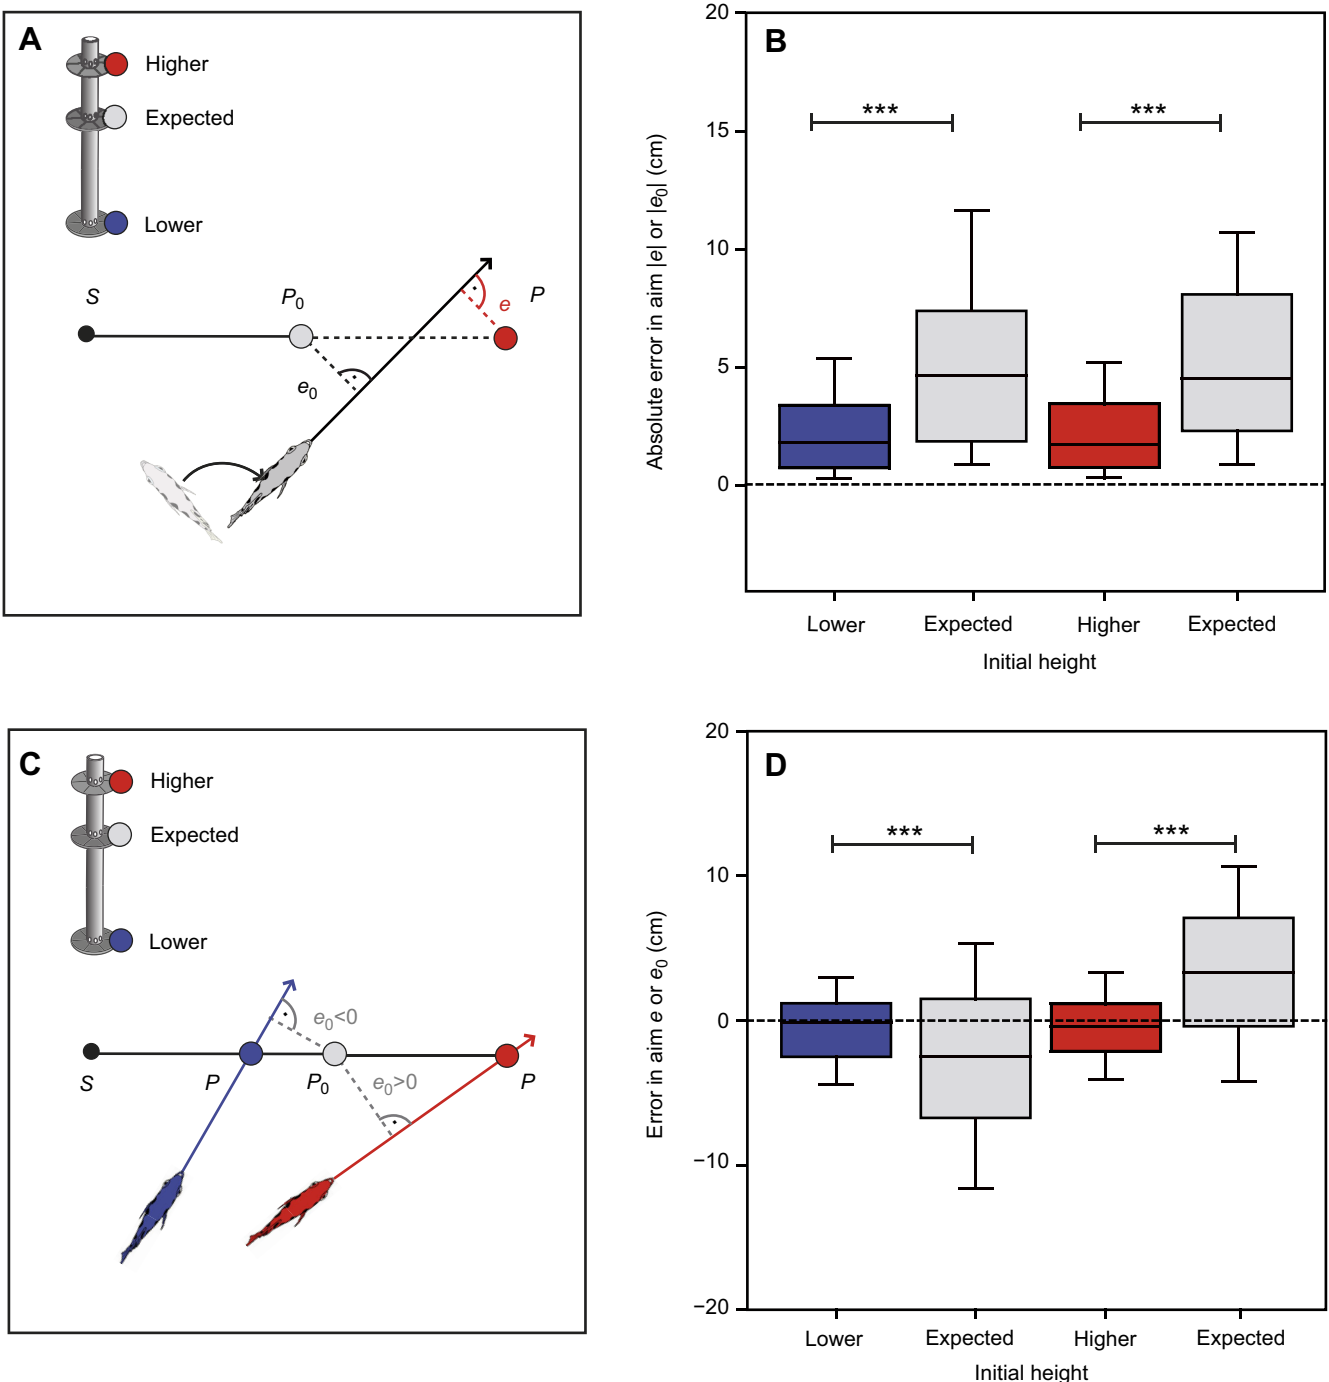 A
Higher
Expected
Lower
S
P0
P
e
e0
B
Absolute error in aim |e| or |e0| (cm)
20
15
10
5
0
***
***
Lower
Expected
Higher
Expected
Initial height
C
Higher
Expected
Lower
e0<0
S
P
P0
e0>0
P
D
Error in aim e or e0 (cm)
20
10
0
−10
−20
***
***
Lower
Expected
Higher
Expected
Initial height